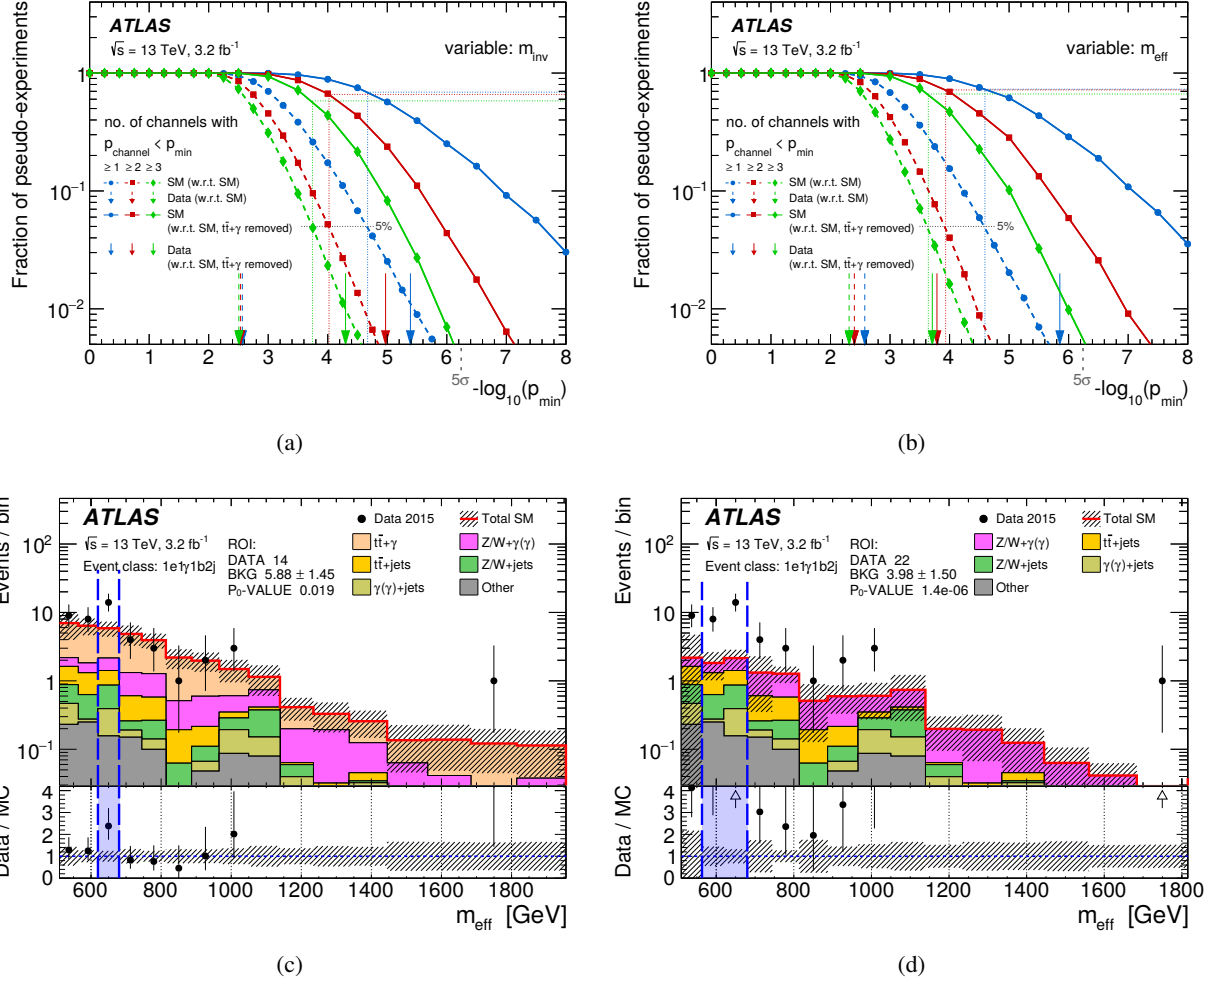 Fraction of pseudo-experiments
ATLAS
√s = 13 TeV, 3.2 fb⁻¹
variable: m_inv
no. of channels with
p_channel < p_min
≥ 1 ≥ 2 ≥ 3
SM (w.r.t. SM)
Data (w.r.t. SM)
SM
(w.r.t. SM, tt̄+γ removed)
Data
(w.r.t. SM, tt̄+γ removed)
5%
1
10⁻¹
10⁻²
0 1 2 3 4 5 6 7 8
5σ
-log₁₀(p_min)
(a)
Fraction of pseudo-experiments
ATLAS
√s = 13 TeV, 3.2 fb⁻¹
variable: m_eff
no. of channels with
p_channel < p_min
≥ 1 ≥ 2 ≥ 3
SM (w.r.t. SM)
Data (w.r.t. SM)
SM
(w.r.t. SM, tt̄+γ removed)
Data
(w.r.t. SM, tt̄+γ removed)
5%
1
10⁻¹
10⁻²
0 1 2 3 4 5 6 7 8
5σ
-log₁₀(p_min)
(b)
Events / bin
ATLAS
√s = 13 TeV, 3.2 fb⁻¹
Event class: 1e1γ1b2j
ROI:
DATA 14
BKG 5.88 ± 1.45
P₀-VALUE 0.019
Data 2015
Total SM
tt̄+γ
Z/W+γ(γ)
tt̄+jets
Z/W+jets
γ(γ)+jets
Other
10²
10
1
10⁻¹
Data / MC
4
3
2
1
0
600 800 1000 1200 1400 1600 1800
m_eff [GeV]
(c)
Events / bin
ATLAS
√s = 13 TeV, 3.2 fb⁻¹
Event class: 1e1γ1b2j
ROI:
DATA 22
BKG 3.98 ± 1.50
P₀-VALUE 1.4e-06
Data 2015
Total SM
Z/W+γ(γ)
tt̄+jets
Z/W+jets
γ(γ)+jets
Other
10²
10
1
10⁻¹
Data / MC
4
3
2
1
0
600 800 1000 1200 1400 1600 1800
m_eff [GeV]
(d)